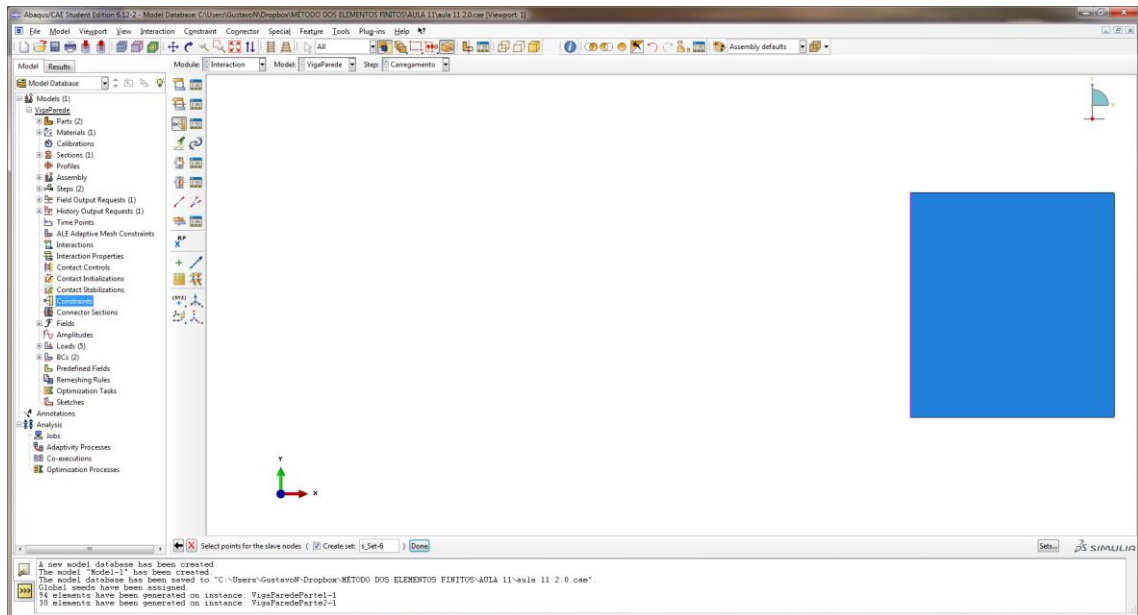 Abaqus/CAE Student Edition 6.12-2 - Model Database: C:\Users\GustavoN\Dropbox\MÉTODO DOS ELEMENTOS FINITOS\AULA 11\aula 11 2.0.cae [Viewport: 1]
File Model Viewport View Interaction Constraint Connector Special Feature Tools Plug-ins Help
All
Assembly defaults
Model Results
Module: Interaction Model: VigaParede Step: Carregamento
Model Database
Models (1)
VigaParede
Parts (2)
Materials (1)
Calibrations
Sections (1)
Profiles
Assembly
Steps (2)
Field Output Requests (1)
History Output Requests (1)
Time Points
ALE Adaptive Mesh Constraints
Interactions
Interaction Properties
Contact Controls
Contact Initializations
Contact Stabilizations
Constraints
Connector Sections
Fields
Amplitudes
Loads (5)
BCs (2)
Predefined Fields
Remeshing Rules
Optimization Tasks
Sketches
Annotations
Analysis
Jobs
Adaptivity Processes
Co-executions
Optimization Processes
RP
(XYZ)
Y
X
Select points for the slave nodes ( Create set: s_Set-6 ) Done
Sets...
SIMULIA
A new model database has been created.
The model "Model-1" has been created.
The model database has been saved to "C:\Users\GustavoN\Dropbox\MÉTODO DOS ELEMENTOS FINITOS\AULA 11\aula 11 2.0.cae".
Global seeds have been assigned.
94 elements have been generated on instance: VigaParedeParte1-1
30 elements have been generated on instance: VigaParedeParte2-1